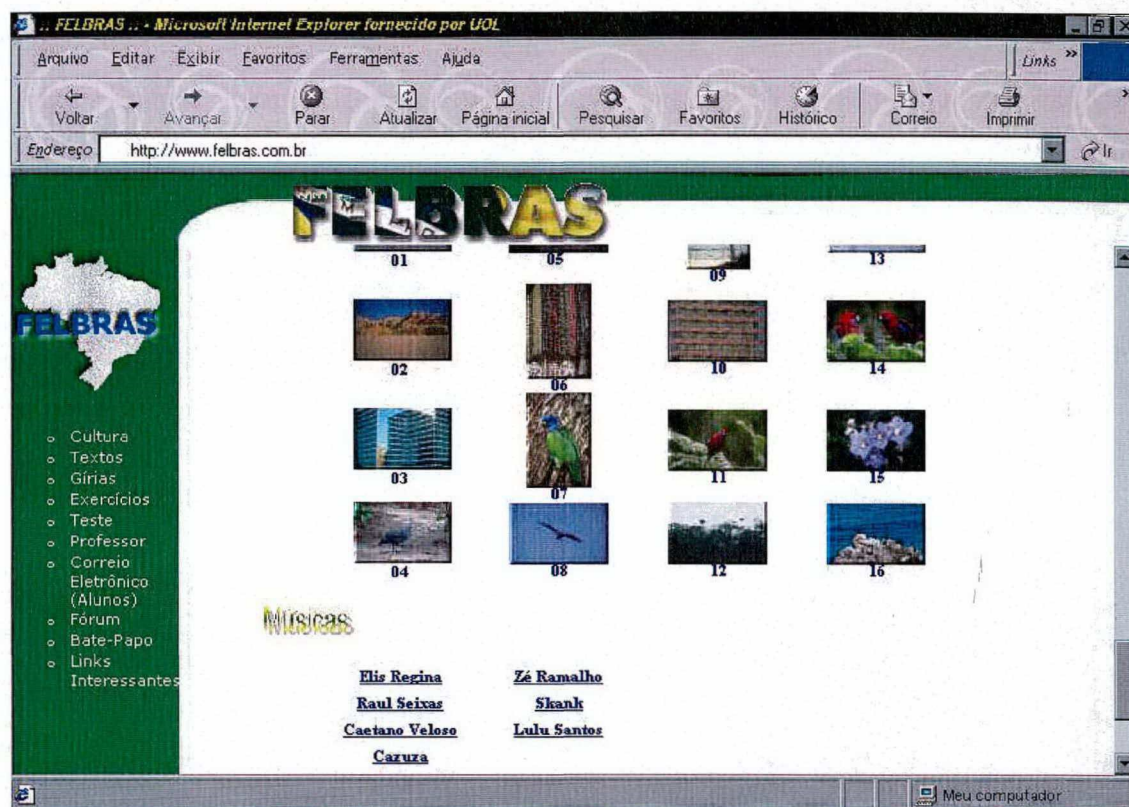 :: FELBRAS :: - Microsoft Internet Explorer fornecido por UOL
Arquivo Editar Exibir Favoritos Ferramentas Ajuda Links »
Voltar Avançar Parar Atualizar Página inicial Pesquisar Favoritos Histórico Correio Imprimir »
Endereço http://www.felbras.com.br Ir
FELBRAS
01 05 09 13
FELBRAS
02 06 10 14
03 07 11 15
04 08 12 16
Cultura
Textos
Gírias
Exercícios
Teste
Professor
Correio
Eletrônico
(Alunos)
Fórum
Bate-Papo
Links
Interessantes
Músicas
Elis Regina Zé Ramalho
Raul Seixas Skank
Caetano Veloso Lulu Santos
Cazuza
Meu computador